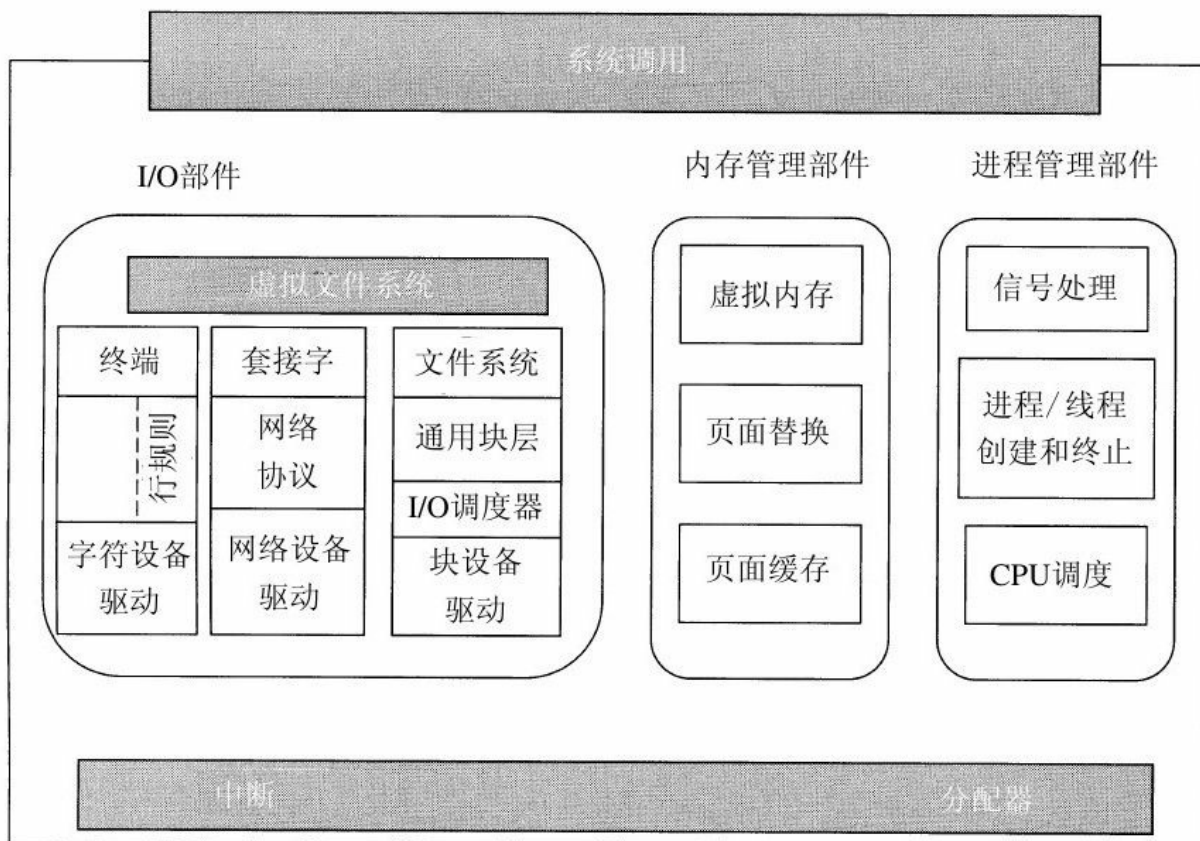 系统调用
I/O部件
内存管理部件
进程管理部件
虚拟文件系统
终端
行规则
字符设备
驱动
套接字
网络
协议
网络设备
驱动
文件系统
通用块层
I/O调度器
块设备
驱动
虚拟内存
页面替换
页面缓存
信号处理
进程/线程
创建和终止
CPU调度
中断
分配器